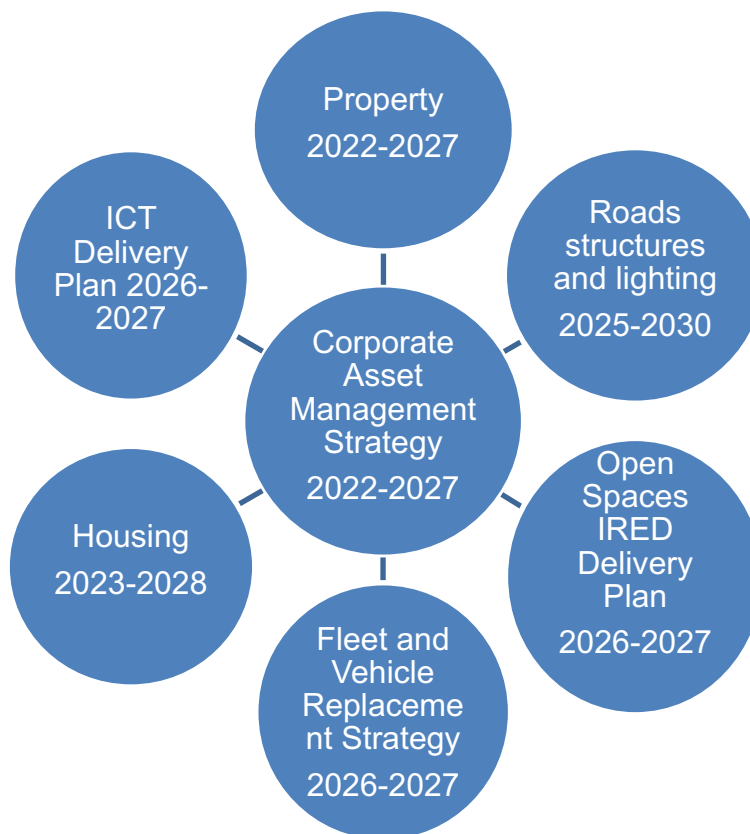 Property
2022-2027
ICT
Delivery
Plan 2026-
2027
Roads
structures
and lighting
2025-2030
Corporate
Asset
Management
Strategy
2022-2027
Housing
2023-2028
Open
Spaces
IRED
Delivery
Plan
2026-2027
Fleet and
Vehicle
Replaceme
nt Strategy
2026-2027